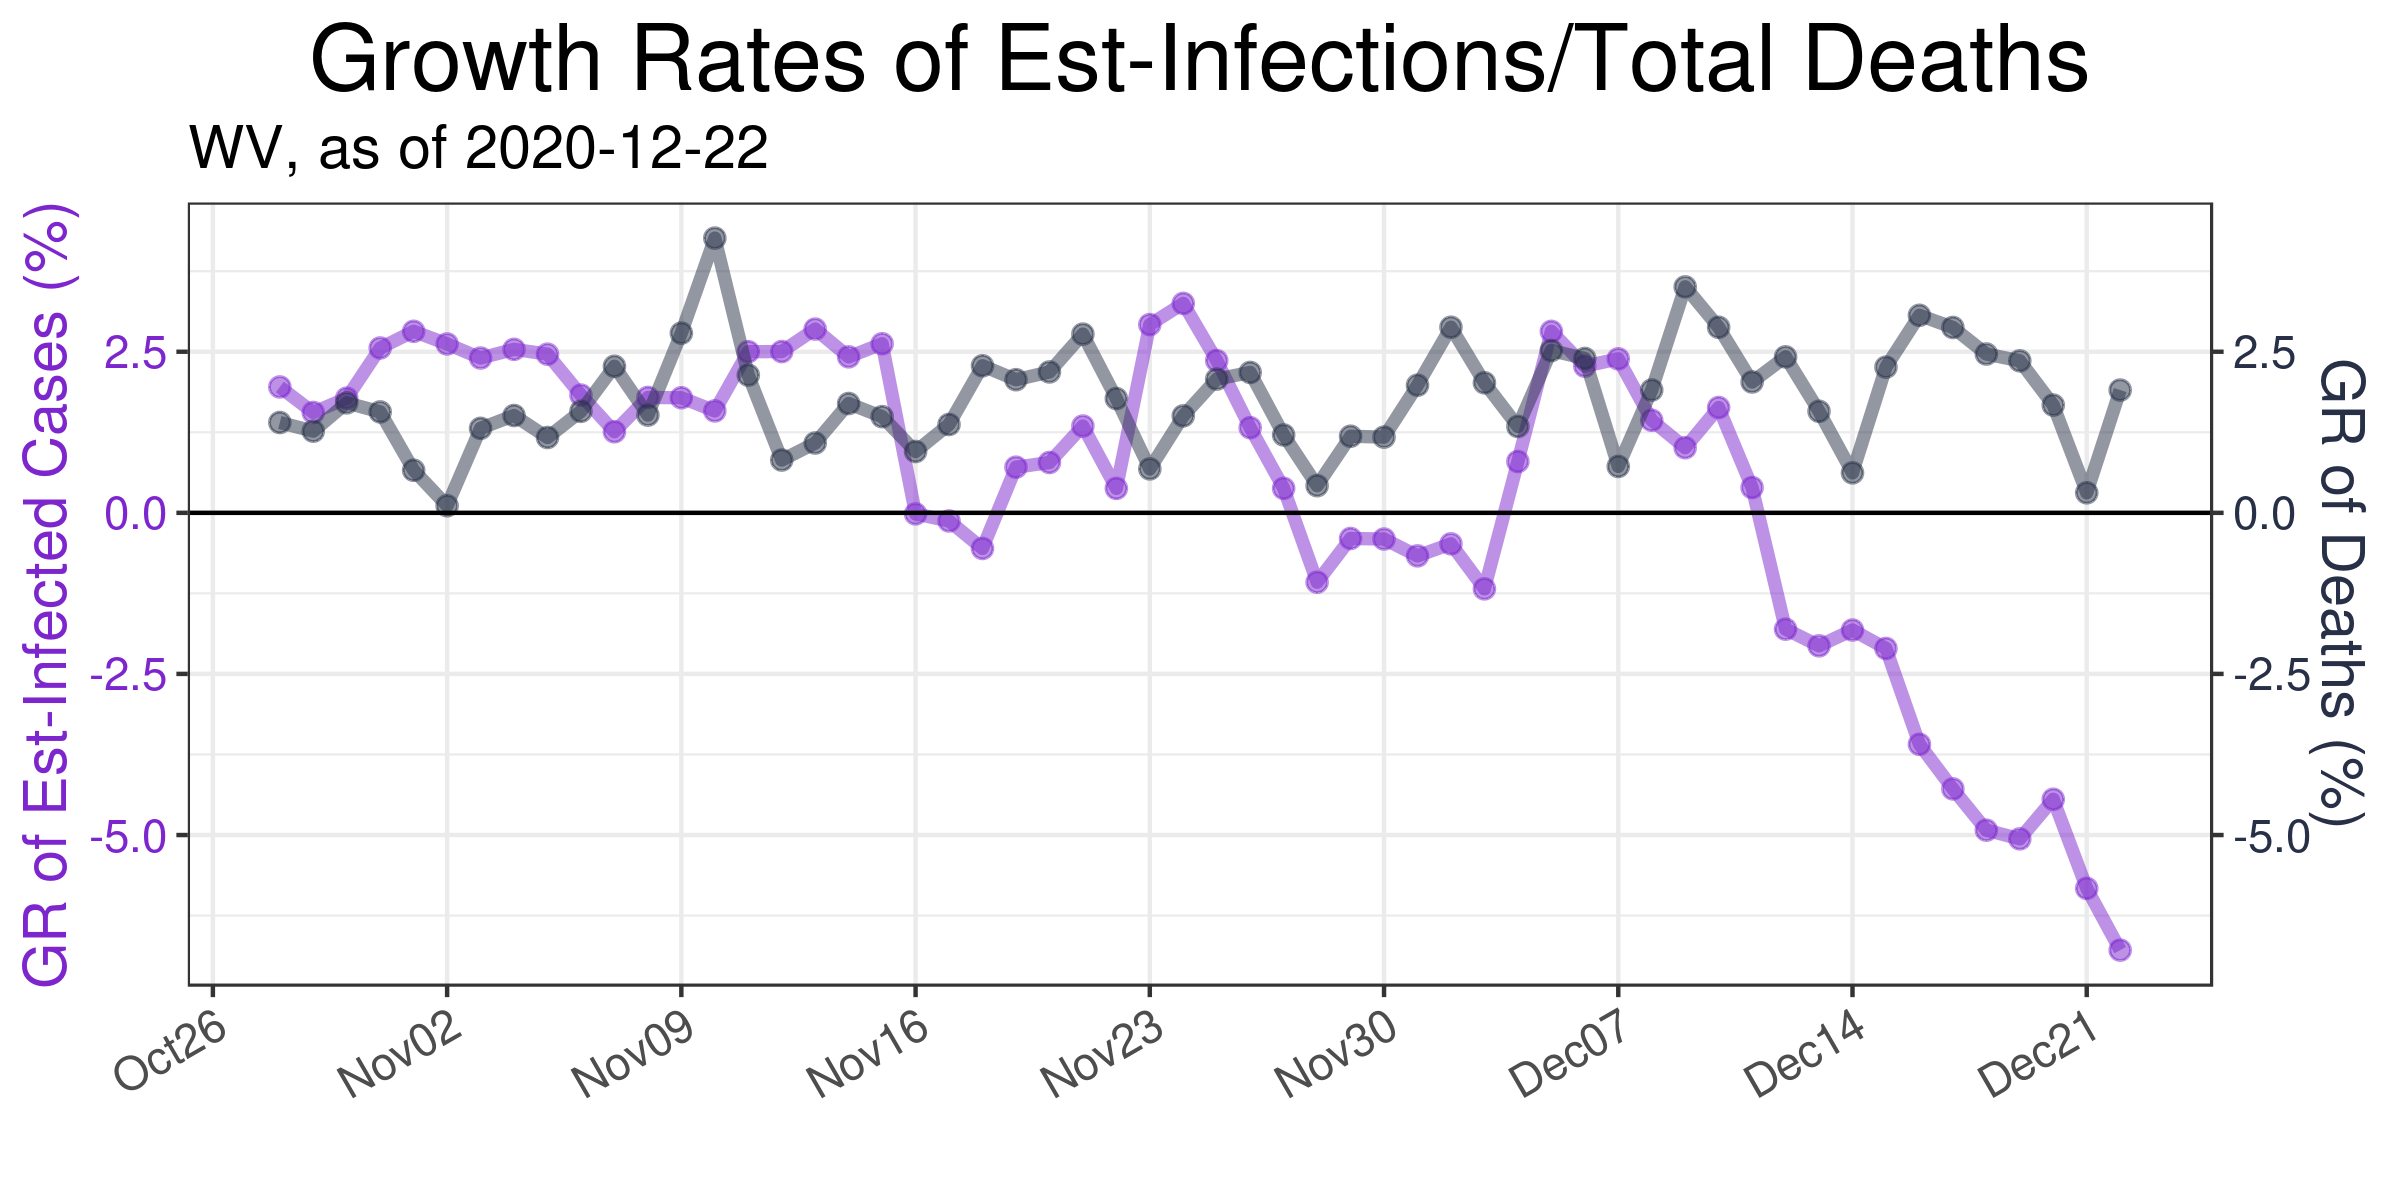 Growth Rates of Est-Infections/Total Deaths
WV, as of 2020-12-22
GR of Est-Infected Cases (%)
2.5
0.0
-2.5
-5.0
2.5
0.0
-2.5
-5.0
GR of Deaths (%)
Oct26
Nov02
Nov09
Nov16
Nov23
Nov30
Dec07
Dec14
Dec21